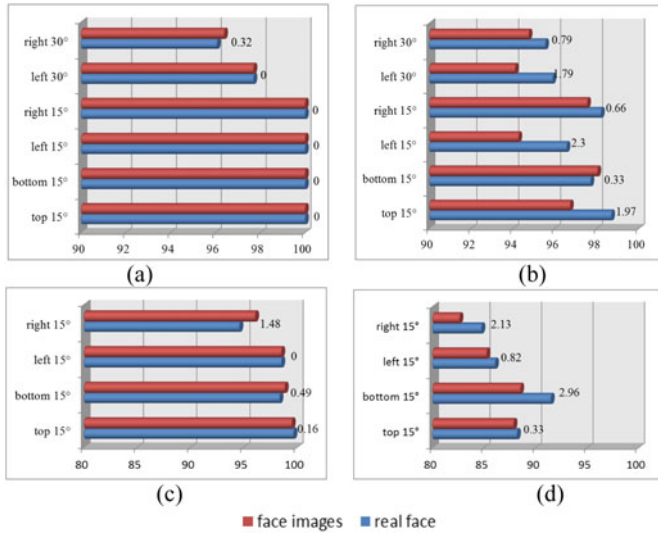 right 30°
0.32
left 30°
0
right 15°
0
left 15°
0
bottom 15°
0
top 15°
0
90 92 94 96 98 100
(a)
right 30°
0.79
left 30°
1.79
right 15°
0.66
left 15°
2.3
bottom 15°
0.33
top 15°
1.97
90 92 94 96 98 100
(b)
right 15°
1.48
left 15°
0
bottom 15°
0.49
top 15°
0.16
80 85 90 95 100
(c)
right 15°
2.13
left 15°
0.82
bottom 15°
2.96
top 15°
0.33
80 85 90 95 100
(d)
face images real face